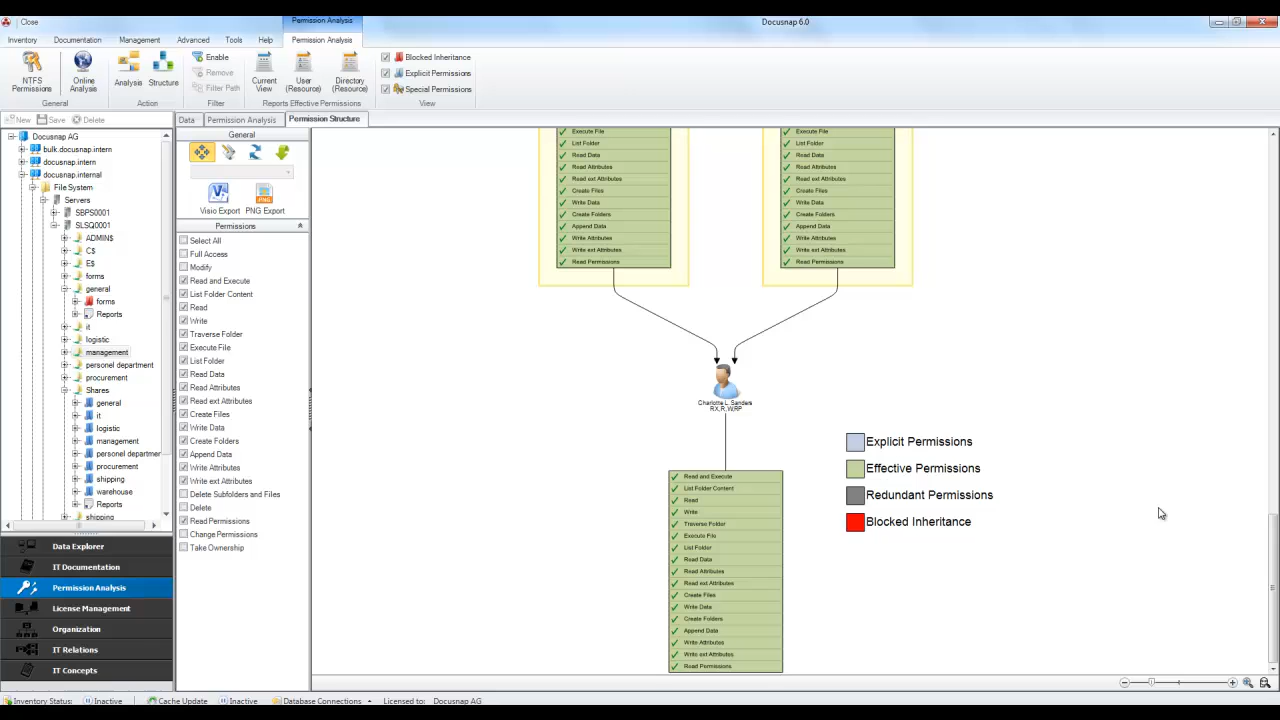 Close
Permission Analysis
Docusnap 6.0
Inventory Documentation Management Advanced Tools Help Permission Analysis
NTFS Permissions
Online Analysis
General
Analysis
Structure
Action
Enable
Remove
Filter Path
Filter
Current View
User (Resource)
Directory (Resource)
Reports Effective Permissions
Blocked Inheritance
Explicit Permissions
Special Permissions
View
New Save Delete
Data Permission Analysis Permission Structure
Docusnap AG
bulk.docusnap.intern
docusnap.intern
docusnap.internal
File System
Servers
SBPS0001
SLSQ0001
ADMIN$
C$
E$
forms
general
forms
Reports
it
logistic
management
personel department
procurement
Shares
general
it
logistic
management
personel departmer
procurement
shipping
warehouse
Reports
shipping
Data Explorer
IT Documentation
Permission Analysis
License Management
Organization
IT Relations
IT Concepts
General
Visio Export PNG Export
Permissions
Select All
Full Access
Modify
Read and Execute
List Folder Content
Read
Write
Traverse Folder
Execute File
List Folder
Read Data
Read Attributes
Read ext Attributes
Create Files
Write Data
Create Folders
Append Data
Write Attributes
Write ext Attributes
Delete Subfolders and Files
Delete
Read Permissions
Change Permissions
Take Ownership
Execute File
List Folder
Read Data
Read Attributes
Read ext Attributes
Create Files
Write Data
Create Folders
Append Data
Write Attributes
Write ext Attributes
Read Permissions
Execute File
List Folder
Read Data
Read Attributes
Read ext Attributes
Create Files
Write Data
Create Folders
Append Data
Write Attributes
Write ext Attributes
Read Permissions
Charlotte L. Sanders
RX,R,W,RP
Read and Execute
List Folder Content
Read
Write
Traverse Folder
Execute File
List Folder
Read Data
Read Attributes
Read ext Attributes
Create Files
Write Data
Create Folders
Append Data
Write Attributes
Write ext Attributes
Read Permissions
Explicit Permissions
Effective Permissions
Redundant Permissions
Blocked Inheritance
Inventory Status: Inactive Cache Update Inactive Database Connections Licensed to: Docusnap AG